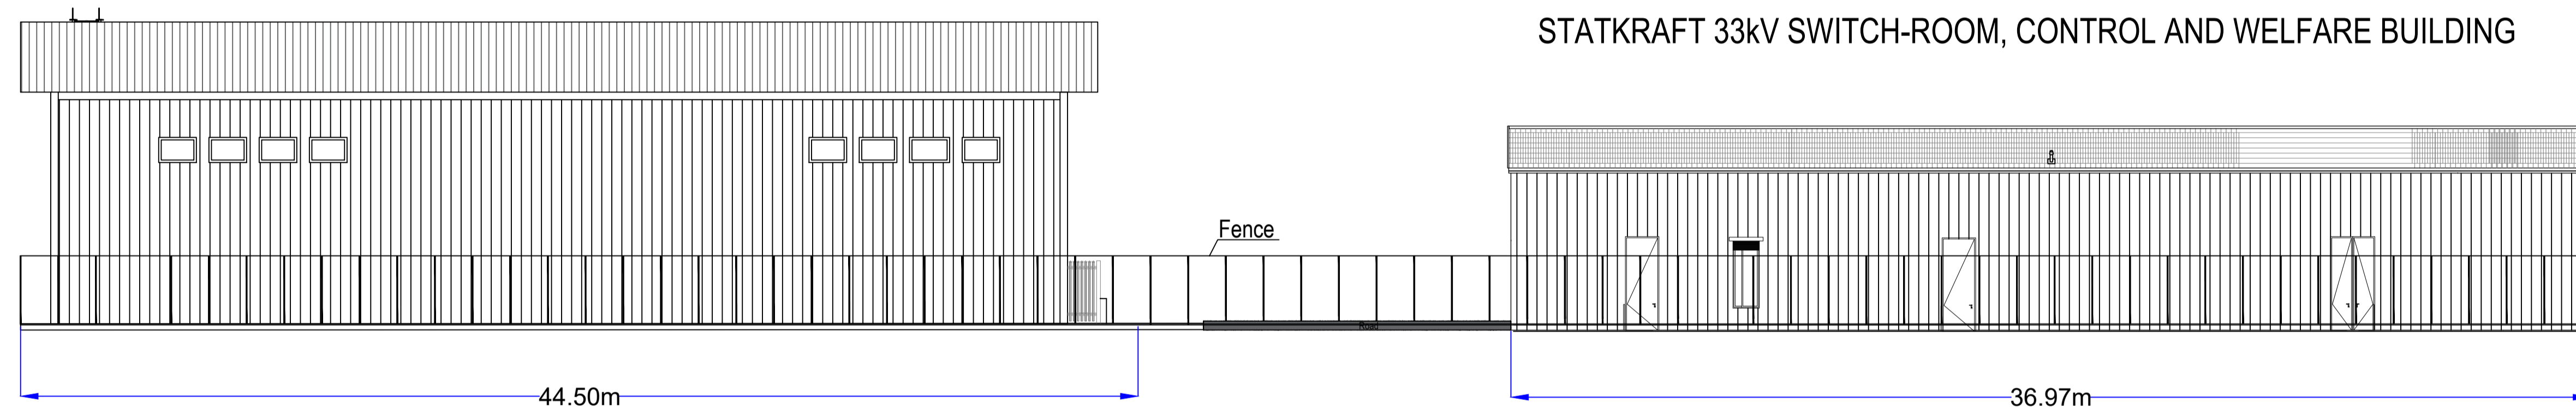 STATKRAFT 33kV SWITCH-ROOM, CONTROL AND WELFARE BUILDING
Fence
Road
44.50m
36.97m